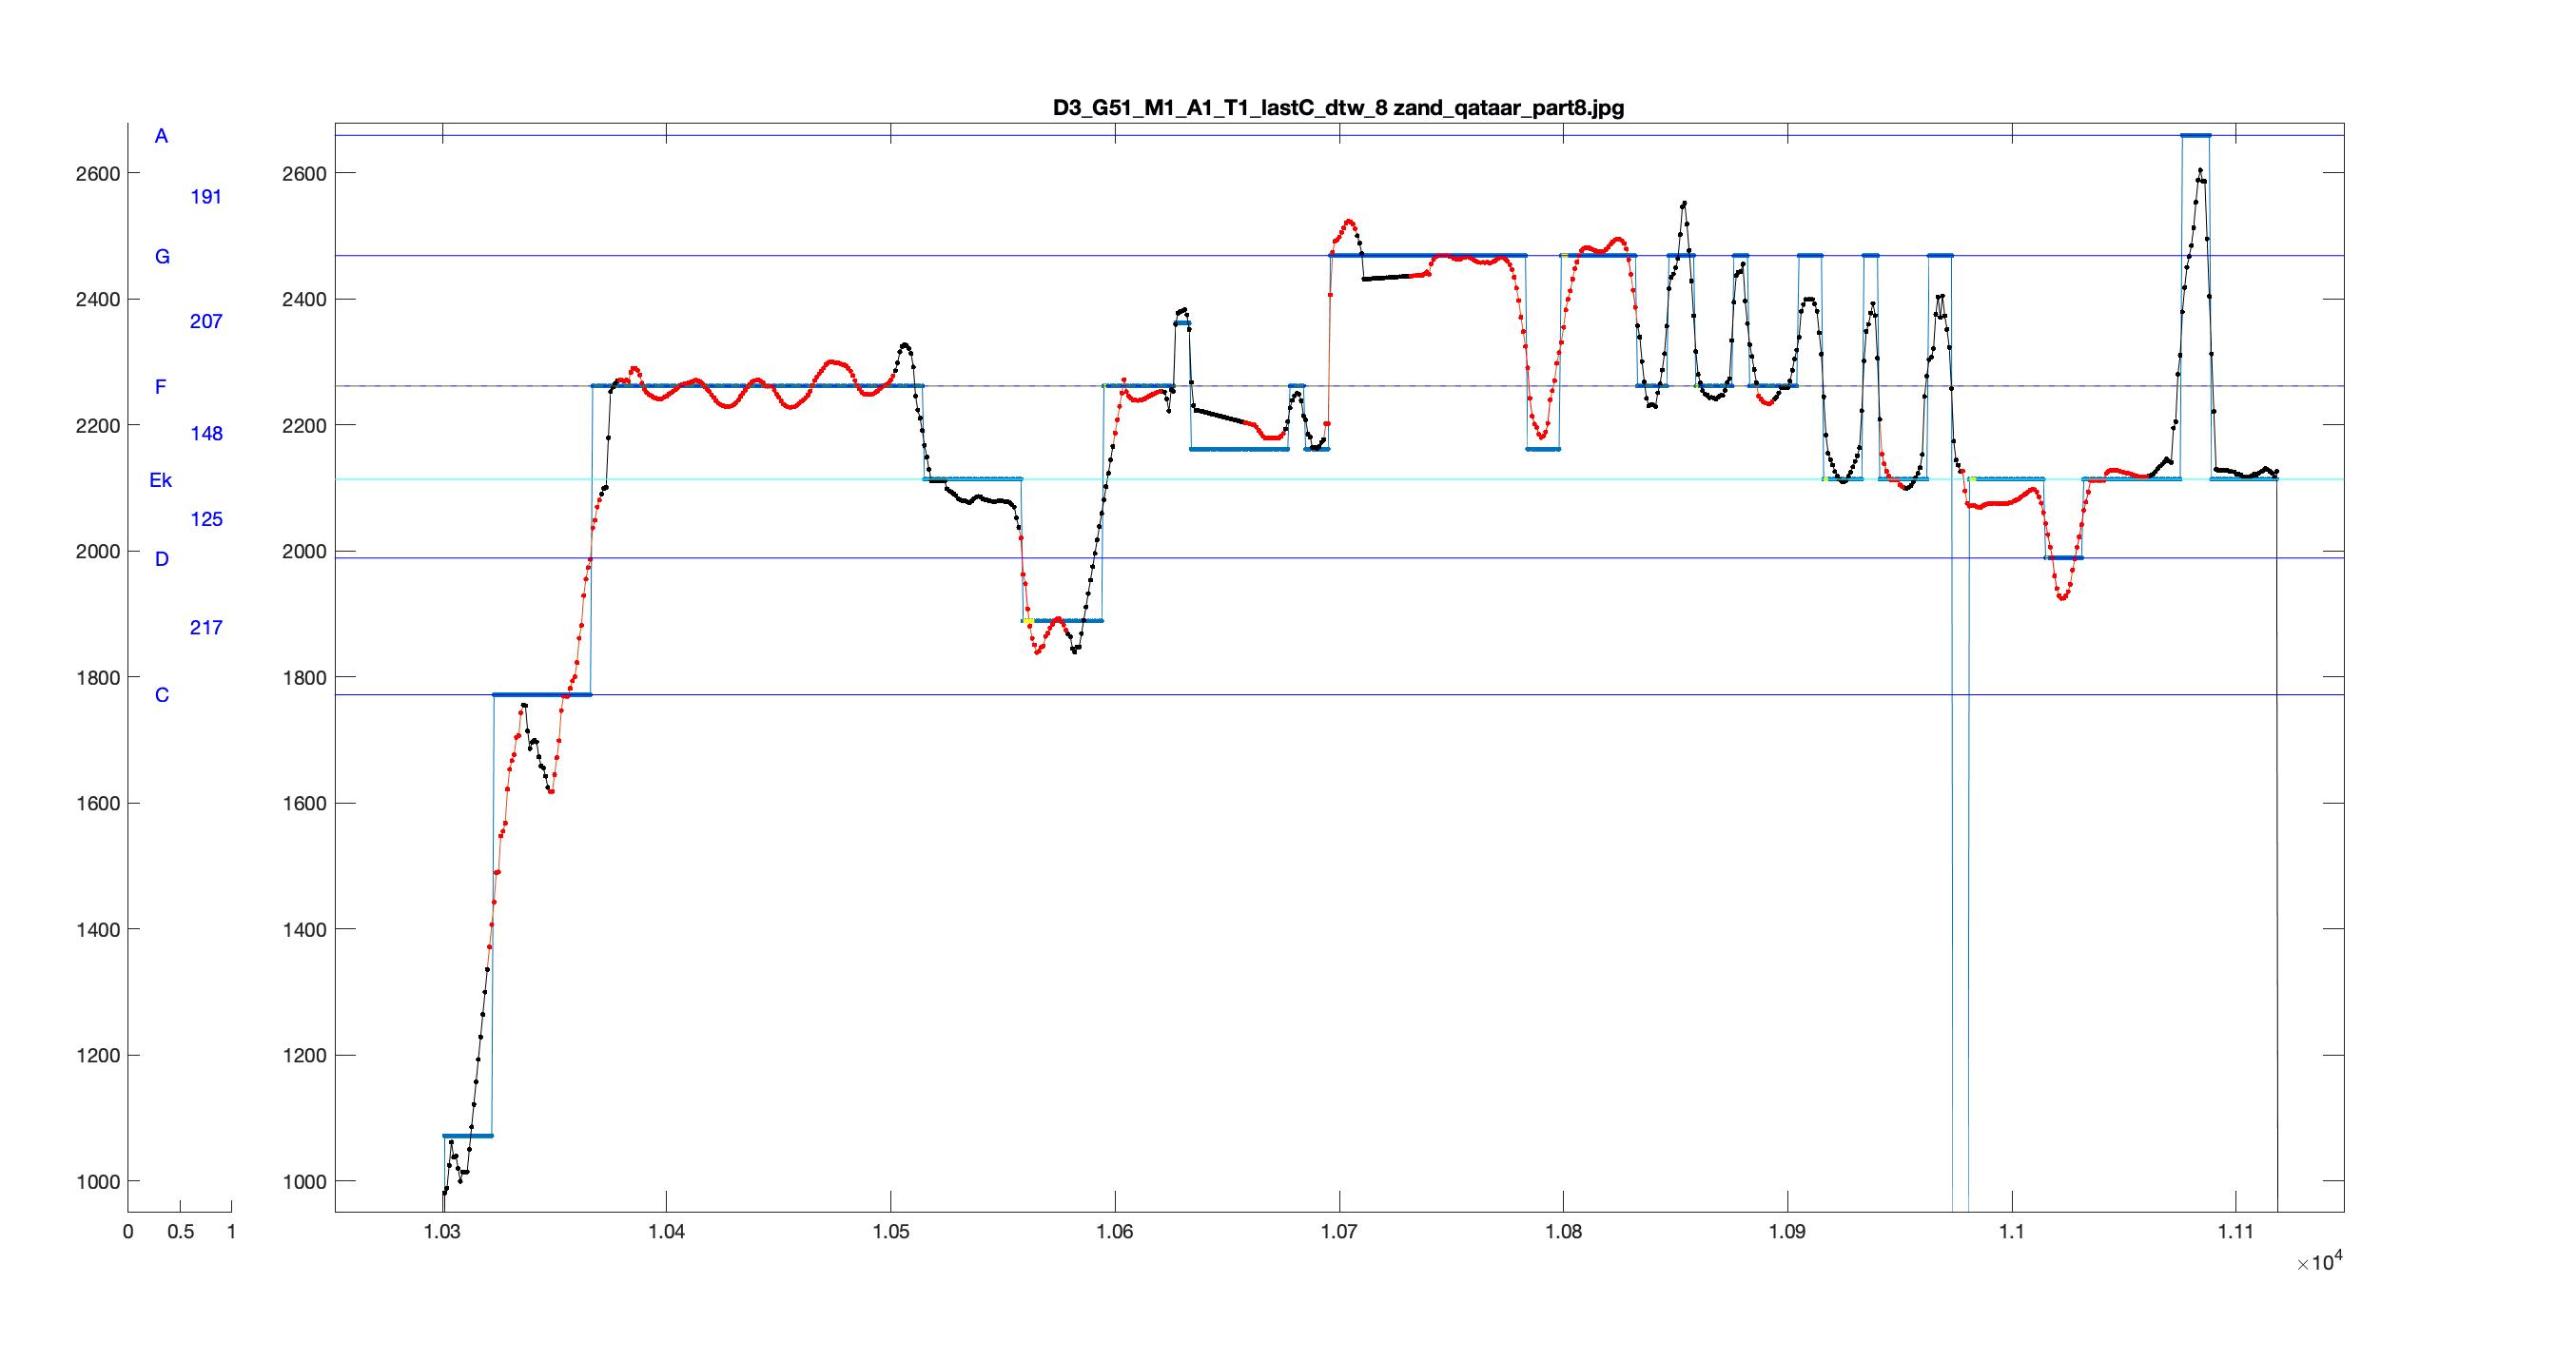 D3_G51_M1_A1_T1_lastC_dtw_8 zand_qataar_part8.jpg
A
2600 191 2600
G
2400 2400
207
F
2200 148 2200
Ek
125
2000 2000
D
217
1800 1800
C
1600 1600
1400 1400
1200 1200
1000 1000
0 0.5 1 1.03 1.04 1.05 1.06 1.07 1.08 1.09 1.1 1.11
×10⁴